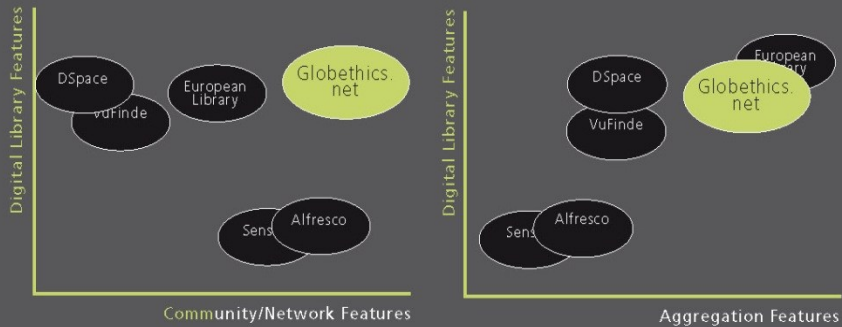 Digital Library Features
DSpace
VuFinde
European
Library
Globethics.
net
Sens
Alfresco
Community/Network Features
Digital Library Features
DSpace
VuFinde
European
Globethics.
net
Sens
Alfresco
Aggregation Features